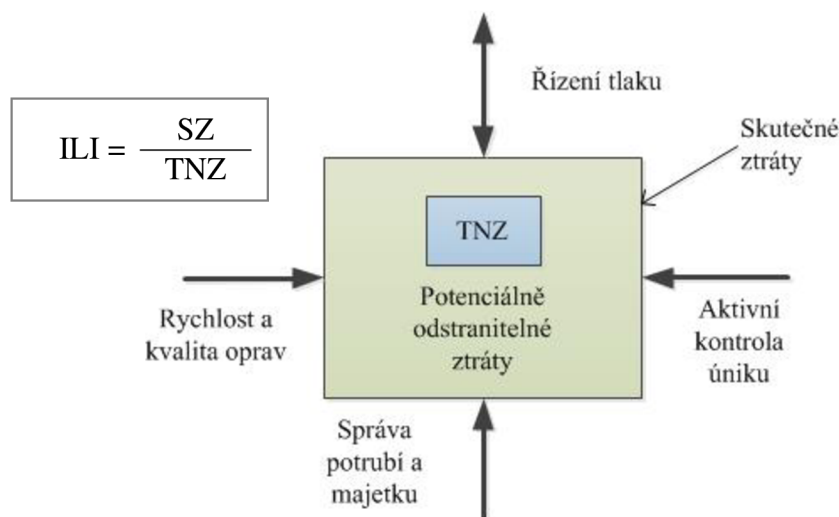 Řízení tlaku
ILI = SZ
TNZ
Skutečné
ztráty
TNZ
Potenciálně
odstranitelné
ztráty
Rychlost a
kvalita oprav
Aktivní
kontrola
úniku
Správa
potrubí a
majetku